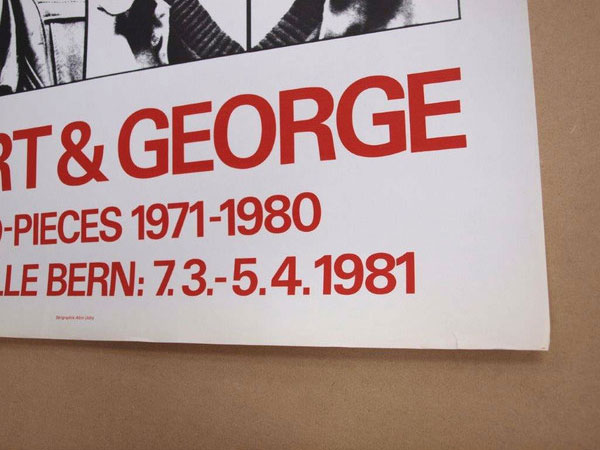 RT & GEORGE
O-PIECES 1971-1980
LLE BERN: 7.3.-5.4.1981